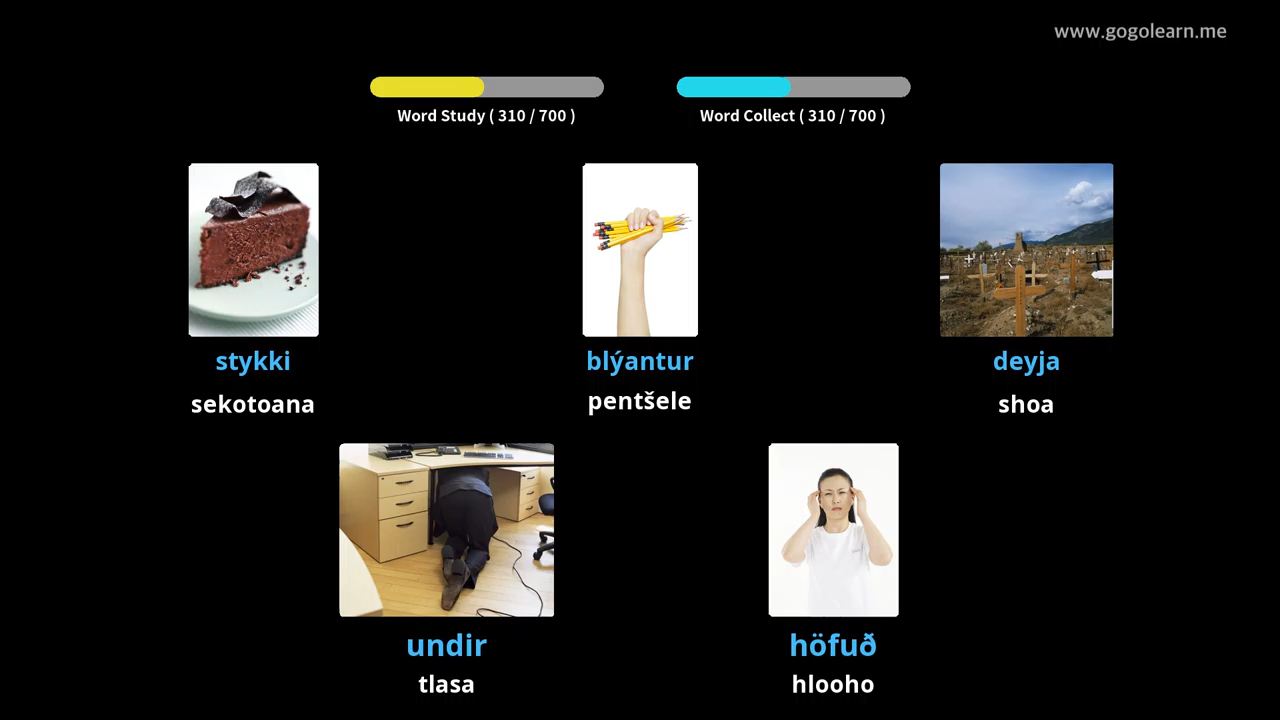 www.gogolearn.me
Word Study ( 310 / 700 )
Word Collect ( 310 / 700 )
stykki
sekotoana
blýantur
pentšele
deyja
shoa
undir
tlasa
höfuð
hlooho